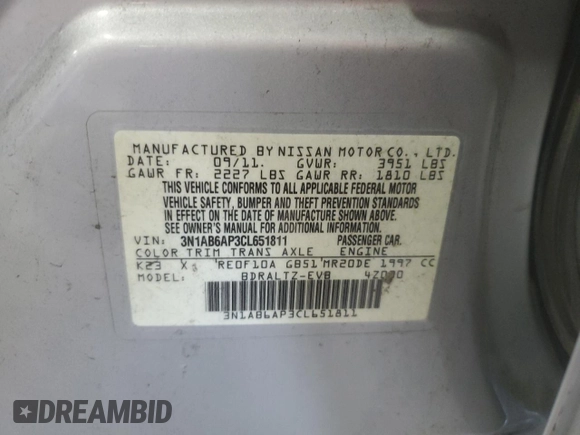 MANUFACTURED BY NISSAN MOTOR CO., LTD.
DATE: 09/11. GVWR: 3951 LBS
GAWR FR: 2227 LBS GAWR RR: 1810 LBS
THIS VEHICLE CONFORMS TO ALL APPLICABLE FEDERAL MOTOR
VEHICLE SAFETY, BUMPER AND THEFT PREVENTION STANDARDS
IN EFFECT ON THE DATE OF MANUFACTURE SHOWN ABOVE.
SEE OWNER'S MANUAL FOR ADDITIONAL INFORMATION.
VIN: 3N1AB6AP3CL651811 PASSENGER CAR.
COLOR TRIM TRANS AXLE ENGINE
K23 X RE0F10A GB51 MR20DE 1997 CC
MODEL: BDRALTZ-EVB 4Z000
3N1AB6AP3CL651811
DREAMBID